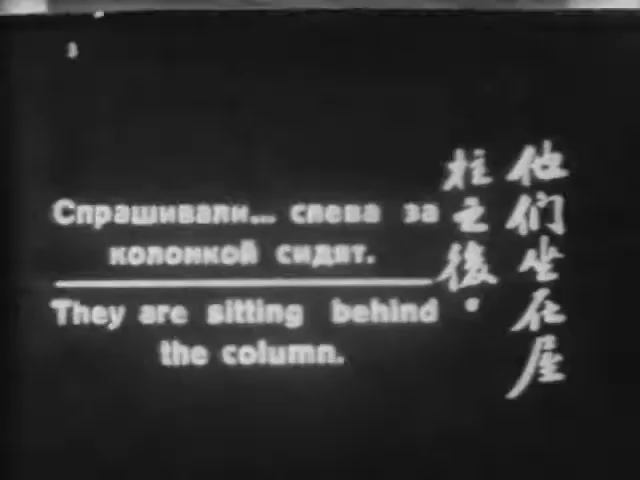 3
Спрашивали... слева за
колонкой сидят.
They are sitting behind
the column.
他们坐在屋
柱之後。